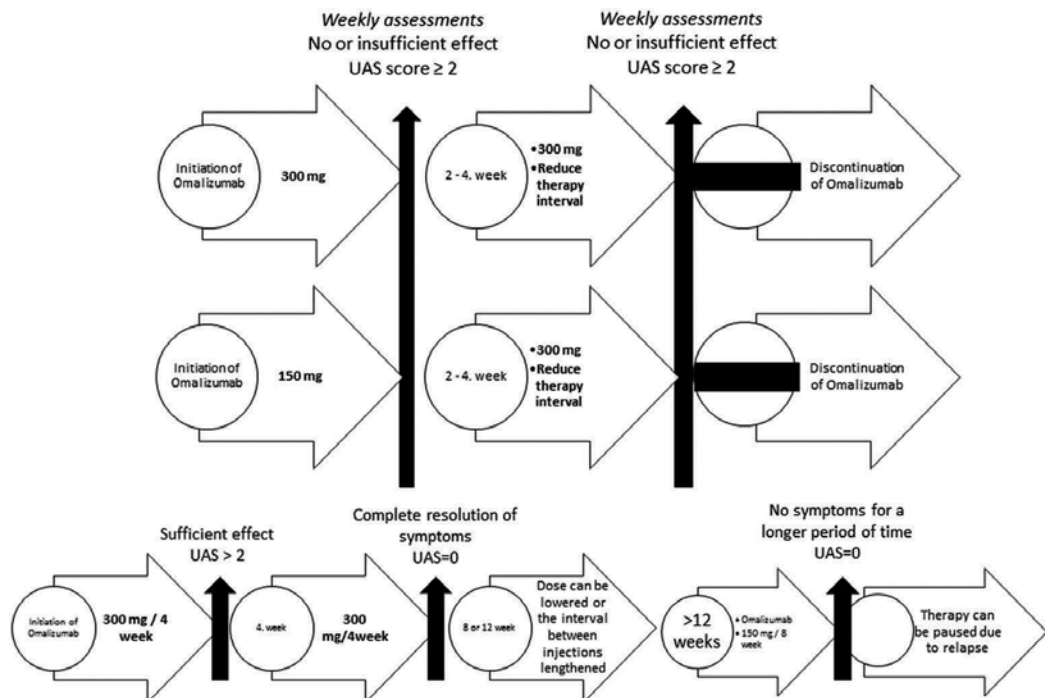 Weekly assessments
No or insufficient effect
UAS score ≥ 2
Weekly assessments
No or insufficient effect
UAS score ≥ 2
Initiation of
Omalizumab
300 mg
2 - 4. week
•300 mg
•Reduce
therapy
interval
Discontinuation
of Omalizumab
Initiation of
Omalizumab
150 mg
2 - 4. week
•300 mg
•Reduce
therapy
interval
Discontinuation
of Omalizumab
Sufficient effect
UAS > 2
Complete resolution of
symptoms
UAS=0
No symptoms for a
longer period of time
UAS=0
Initiation of
Omalizumab
300 mg / 4
week
4. week
300
mg/4week
8 or 12 week
Dose can be
lowered or
the interval
between
injections
lengthened
>12
weeks
• Omalizumab
• 150 mg / 8
week
Therapy can
be paused due
to relapse